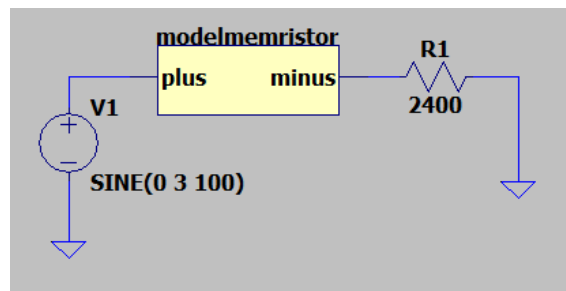 modelmemristor
plus minus
R1
2400
V1
SINE(0 3 100)